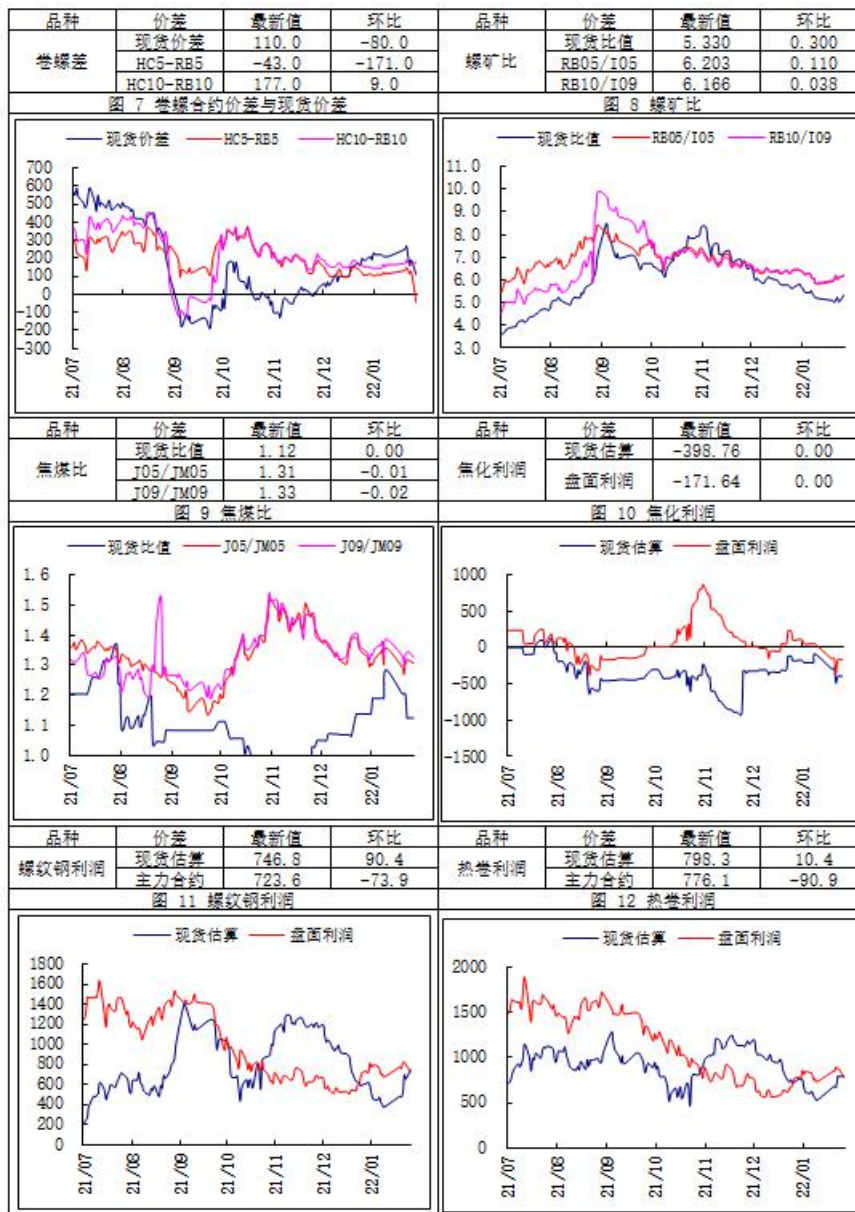 品种 价差 最新值 环比
卷螺差
现货价差 110.0 -80.0
HC5-RB5 -43.0 -171.0
HC10-RB10 177.0 9.0
品种 价差 最新值 环比
螺矿比
现货比值 5.330 0.300
RB05/I05 6.203 0.110
RB10/I09 6.166 0.038
图 7 卷螺合约价差与现货价差
现货价差 HC5-RB5 HC10-RB10
700
600
500
400
300
200
100
0
-100
-200
-300
21/07 21/08 21/09 21/10 21/11 21/12 22/01
图 8 螺矿比
现货比值 RB05/I05 RB10/I09
11.0
10.0
9.0
8.0
7.0
6.0
5.0
4.0
3.0
21/07 21/08 21/09 21/10 21/11 21/12 22/01
品种 价差 最新值 环比
焦煤比
现货比值 1.12 0.00
J05/JM05 1.31 -0.01
J09/JM09 1.33 -0.02
品种 价差 最新值 环比
焦化利润
现货估算 -398.76 0.00
盘面利润 -171.64 0.00
图 9 焦煤比
现货比值 J05/JM05 J09/JM09
1.6
1.5
1.4
1.3
1.2
1.1
1.0
21/07 21/08 21/09 21/10 21/11 21/12 22/01
图 10 焦化利润
现货估算 盘面利润
1000
500
0
-500
-1000
-1500
21/07 21/08 21/09 21/10 21/11 21/12 22/01
品种 价差 最新值 环比
螺纹钢利润
现货估算 746.8 90.4
主力合约 723.6 -73.9
品种 价差 最新值 环比
热卷利润
现货估算 798.3 10.4
主力合约 776.1 -90.9
图 11 螺纹钢利润
现货估算 盘面利润
1800
1600
1400
1200
1000
800
600
400
200
0
21/07 21/08 21/09 21/10 21/11 21/12 22/01
图 12 热卷利润
现货估算 盘面利润
2000
1500
1000
500
0
21/07 21/08 21/09 21/10 21/11 21/12 22/01